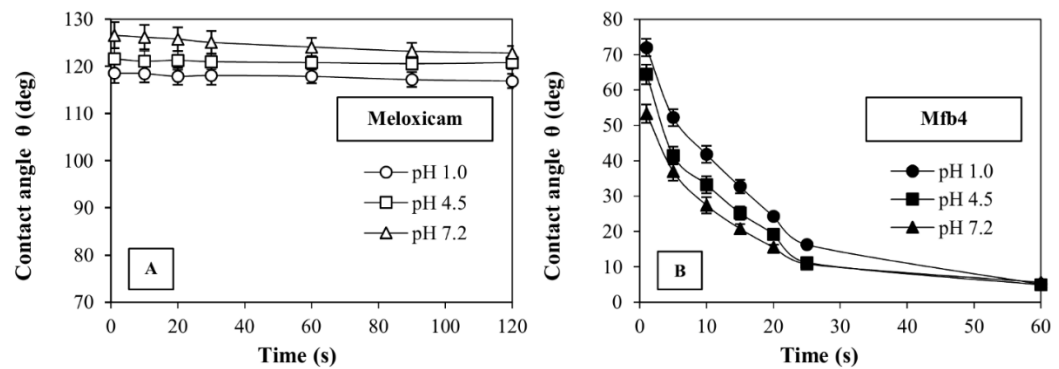 130
120
110
100
90
80
70
Contact angle θ (deg)
Meloxicam
pH 1.0
pH 4.5
pH 7.2
A
0 20 40 60 80 100 120
Time (s)
80
70
60
50
40
30
20
10
0
Contact angle θ (deg)
Mfb4
pH 1.0
pH 4.5
pH 7.2
B
0 10 20 30 40 50 60
Time (s)